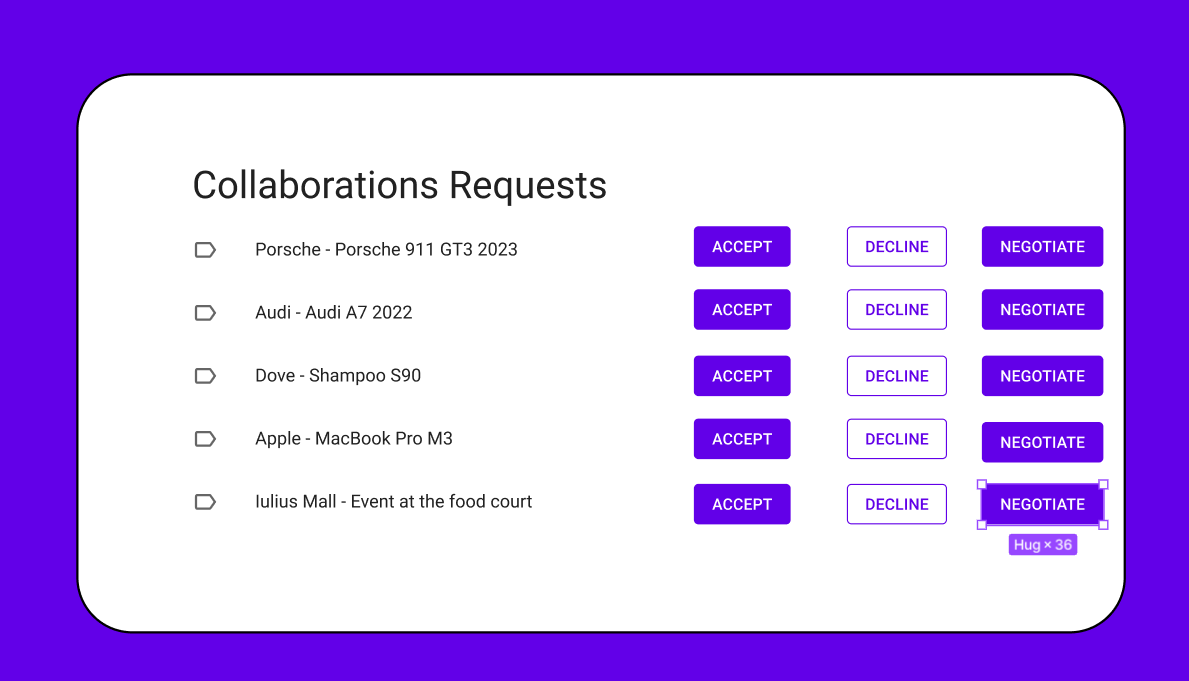 Collaborations Requests
Porsche - Porsche 911 GT3 2023 ACCEPT DECLINE NEGOTIATE
Audi - Audi A7 2022 ACCEPT DECLINE NEGOTIATE
Dove - Shampoo S90 ACCEPT DECLINE NEGOTIATE
Apple - MacBook Pro M3 ACCEPT DECLINE NEGOTIATE
Iulius Mall - Event at the food court ACCEPT DECLINE NEGOTIATE
Hug × 36